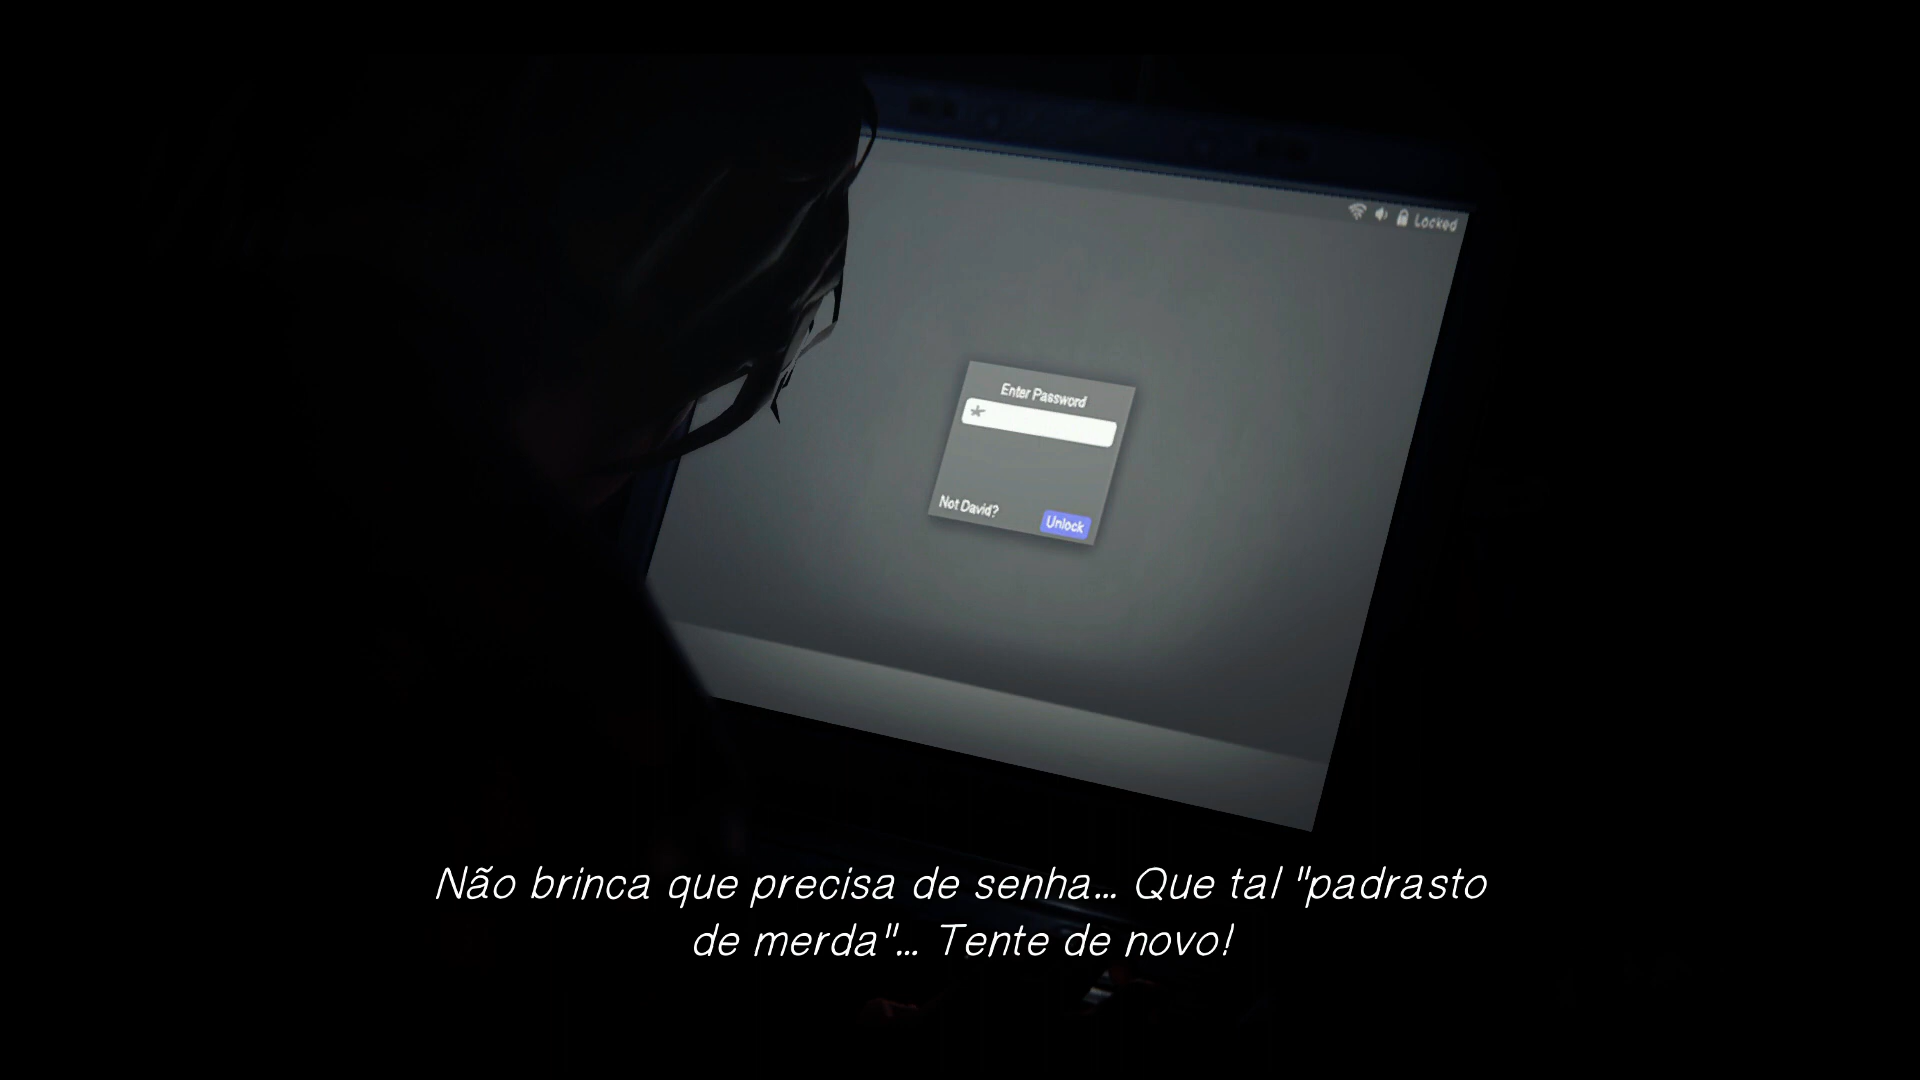 Locked
Enter Password
*
Not David?
Unlock
Não brinca que precisa de senha... Que tal "padrasto
de merda"... Tente de novo!